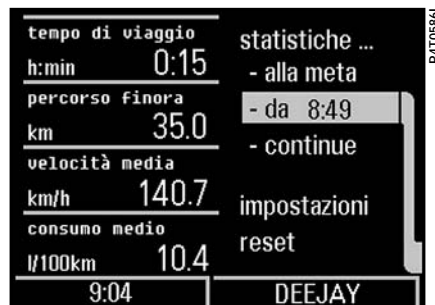 tempo di viaggio
h:min 0:15
percorso finora
km 35.0
velocità media
km/h 140.7
consumo medio
l/100km 10.4
9:04
statistiche ...
- alla meta
- da 8:49
- continue
impostazioni
reset
DEEJAY
P4T0586I